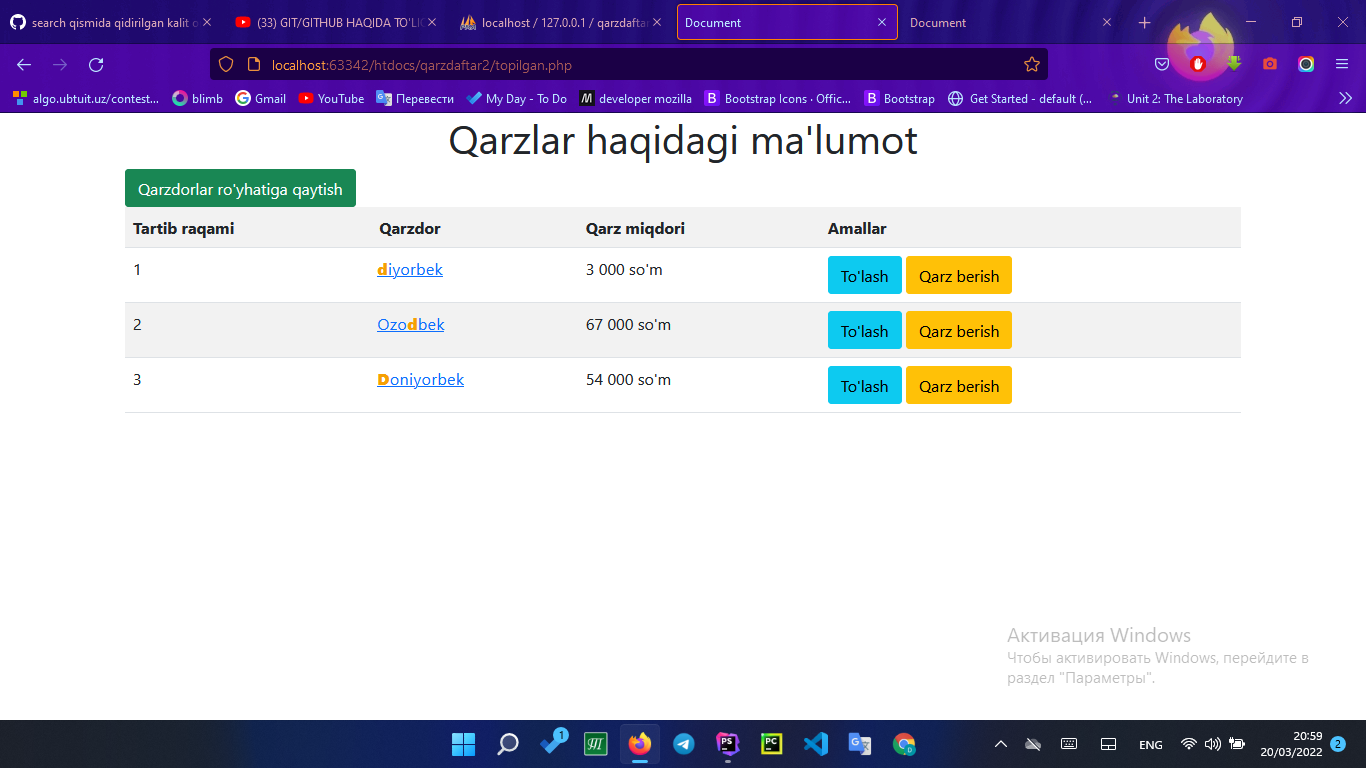 search qismida qidirilgan kalit
(33) GIT/GITHUB HAQIDA TO'LIQ
localhost / 127.0.0.1 / qarzdaftar
Document
Document
localhost:63342/htdocs/qarzdaftar2/topilgan.php
algo.ubtuit.uz/contest...
blimb
Gmail
YouTube
Перевести
My Day - To Do
M developer mozilla
B Bootstrap Icons · Offic...
B Bootstrap
Get Started - default (...
Unit 2: The Laboratory
Qarzlar haqidagi ma'lumot
Qarzdorlar ro'yhatiga qaytish
Tartib raqami Qarzdor Qarz miqdori Amallar
1 diyorbek 3 000 so'm To'lash Qarz berish
2 Ozodbek 67 000 so'm To'lash Qarz berish
3 Doniyorbek 54 000 so'm To'lash Qarz berish
Активация Windows
Чтобы активировать Windows, перейдите в
раздел "Параметры".
1
PS
PC
ENG
20:59
20/03/2022
2